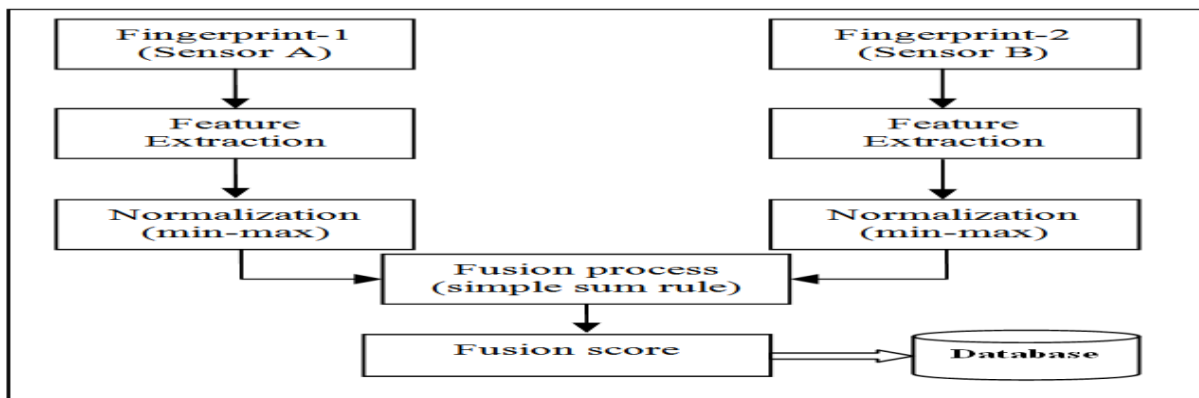 Fingerprint-1
(Sensor A)
Fingerprint-2
(Sensor B)
Feature
Extraction
Feature
Extraction
Normalization
(min-max)
Normalization
(min-max)
Fusion process
(simple sum rule)
Fusion score
Database